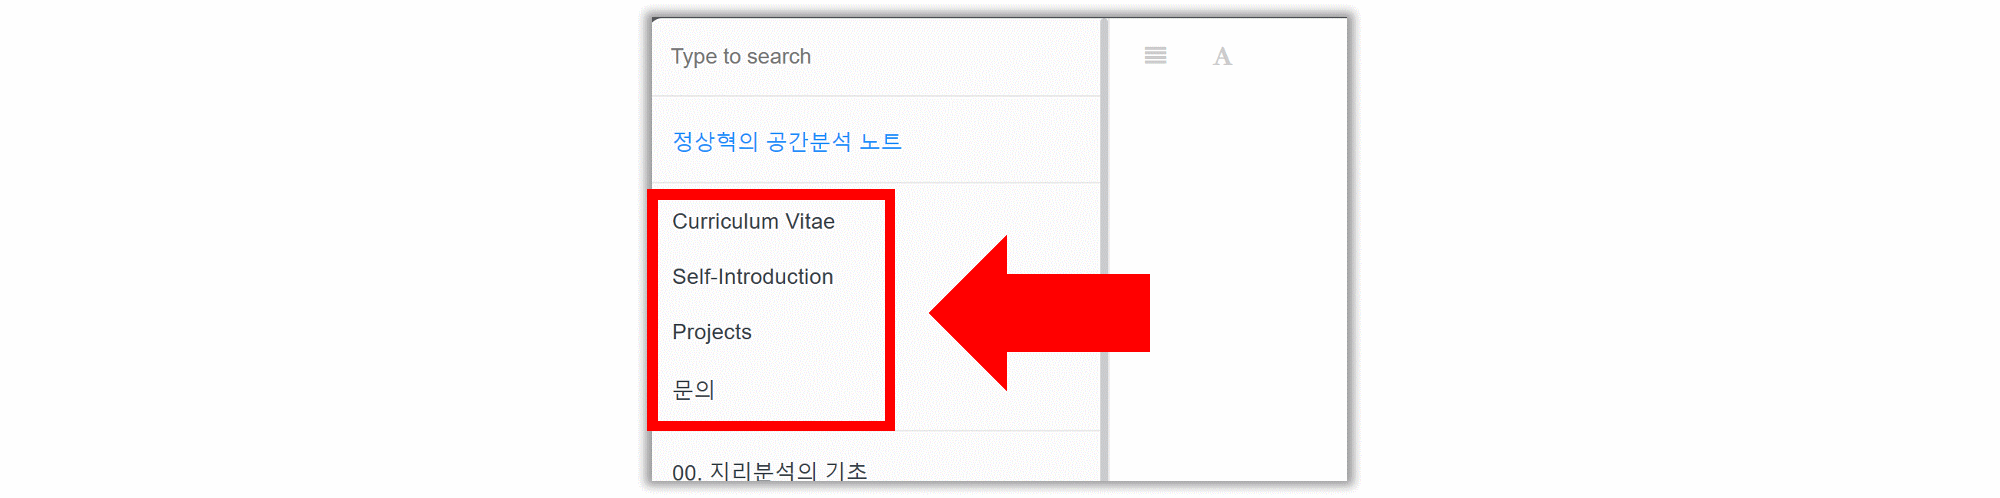 Type to search
A
정상혁의 공간분석 노트
Curriculum Vitae
Self-Introduction
Projects
문의
00. 지리분석의 기초